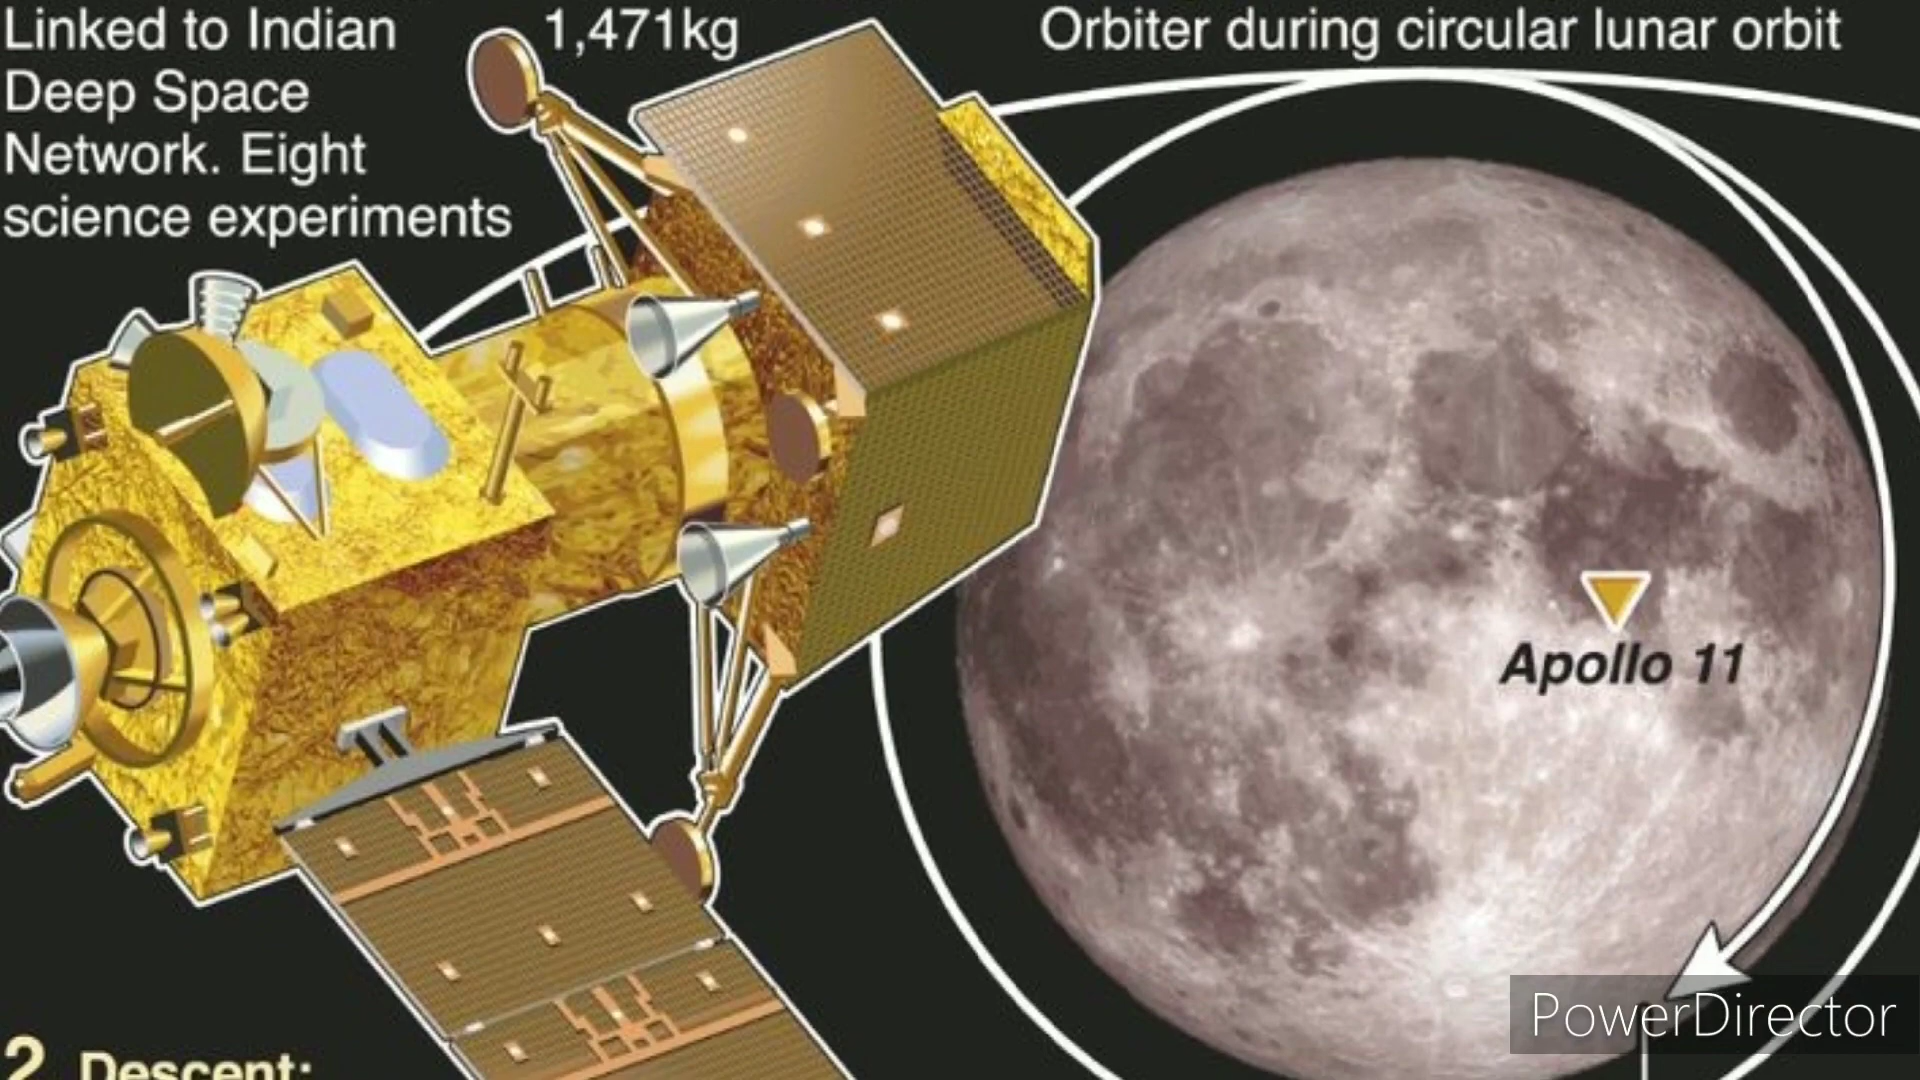 Linked to Indian
Deep Space
Network. Eight
science experiments
1,471kg
Orbiter during circular lunar orbit
Apollo 11
2 Descent:
PowerDirector